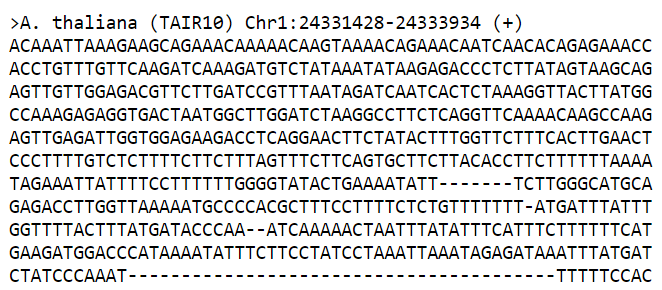 >A. thaliana (TAIR10) Chr1:24331428-24333934 (+)
ACAAATTAAAGAAGCAGAAACAAAAACAAGTAAAACAGAAACAATCAACACAGAGAAACC
ACCTGTTTGTTCAAGATCAAAGATGTCTATAAATATAAGAGACCCTCTTATAGTAAGCAG
AGTTGTTGGAGACGTTCTTGATCCGTTTAATAGATCAATCACTCTAAAGGTTACTTATGG
CCAAAGAGAGGTGACTAATGGCTTGGATCTAAGGCCTTCTCAGGTTCAAAACAAGCCAAG
AGTTGAGATTGGTGGAGAAGACCTCAGGAACTTCTATACTTTGGTTCTTTCACTTGAACT
CCCTTTTGTCTCTTTTCTTCTTTAGTTTCTTCAGTGCTTCTTACACCTTCTTTTTTAAAA
TAGAAATTATTTTCCTTTTTTGGGGTATACTGAAAATATT-------TCTTGGGCATGCA
GAGACCTTGGTTAAAAATGCCCCACGCTTTCCTTTTCTCTGTTTTTTT-ATGATTTATTT
GGTTTTACTTTATGATACCCAA--ATCAAAAACTAATTTATATTTCATTTCTTTTTTCAT
GAAGATGGACCCATAAAATATTTCTTCCTATCCTAAATTAAATAGAGATAAATTTATGAT
CTATCCCAAAT----------------------------------------TTTTTCCAC